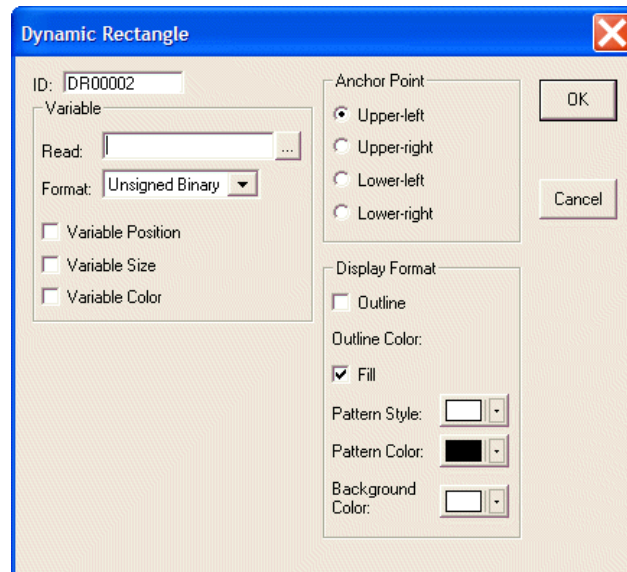 Dynamic Rectangle
ID: DR00002
Variable
Read:
...
Format: Unsigned Binary
Variable Position
Variable Size
Variable Color
Anchor Point
Upper-left
Upper-right
Lower-left
Lower-right
Display Format
Outline
Outline Color:
Fill
Pattern Style:
Pattern Color:
Background
Color:
OK
Cancel